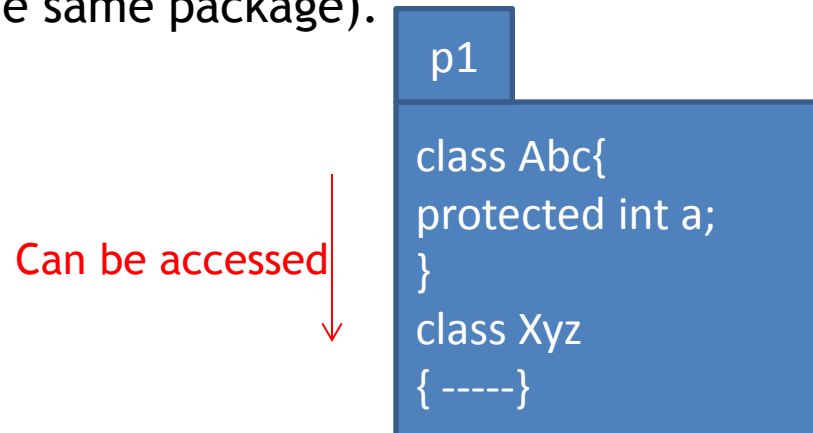 e same package).
p1
class Abc{
protected int a;
}
Can be accessed
class Xyz
{ -----}